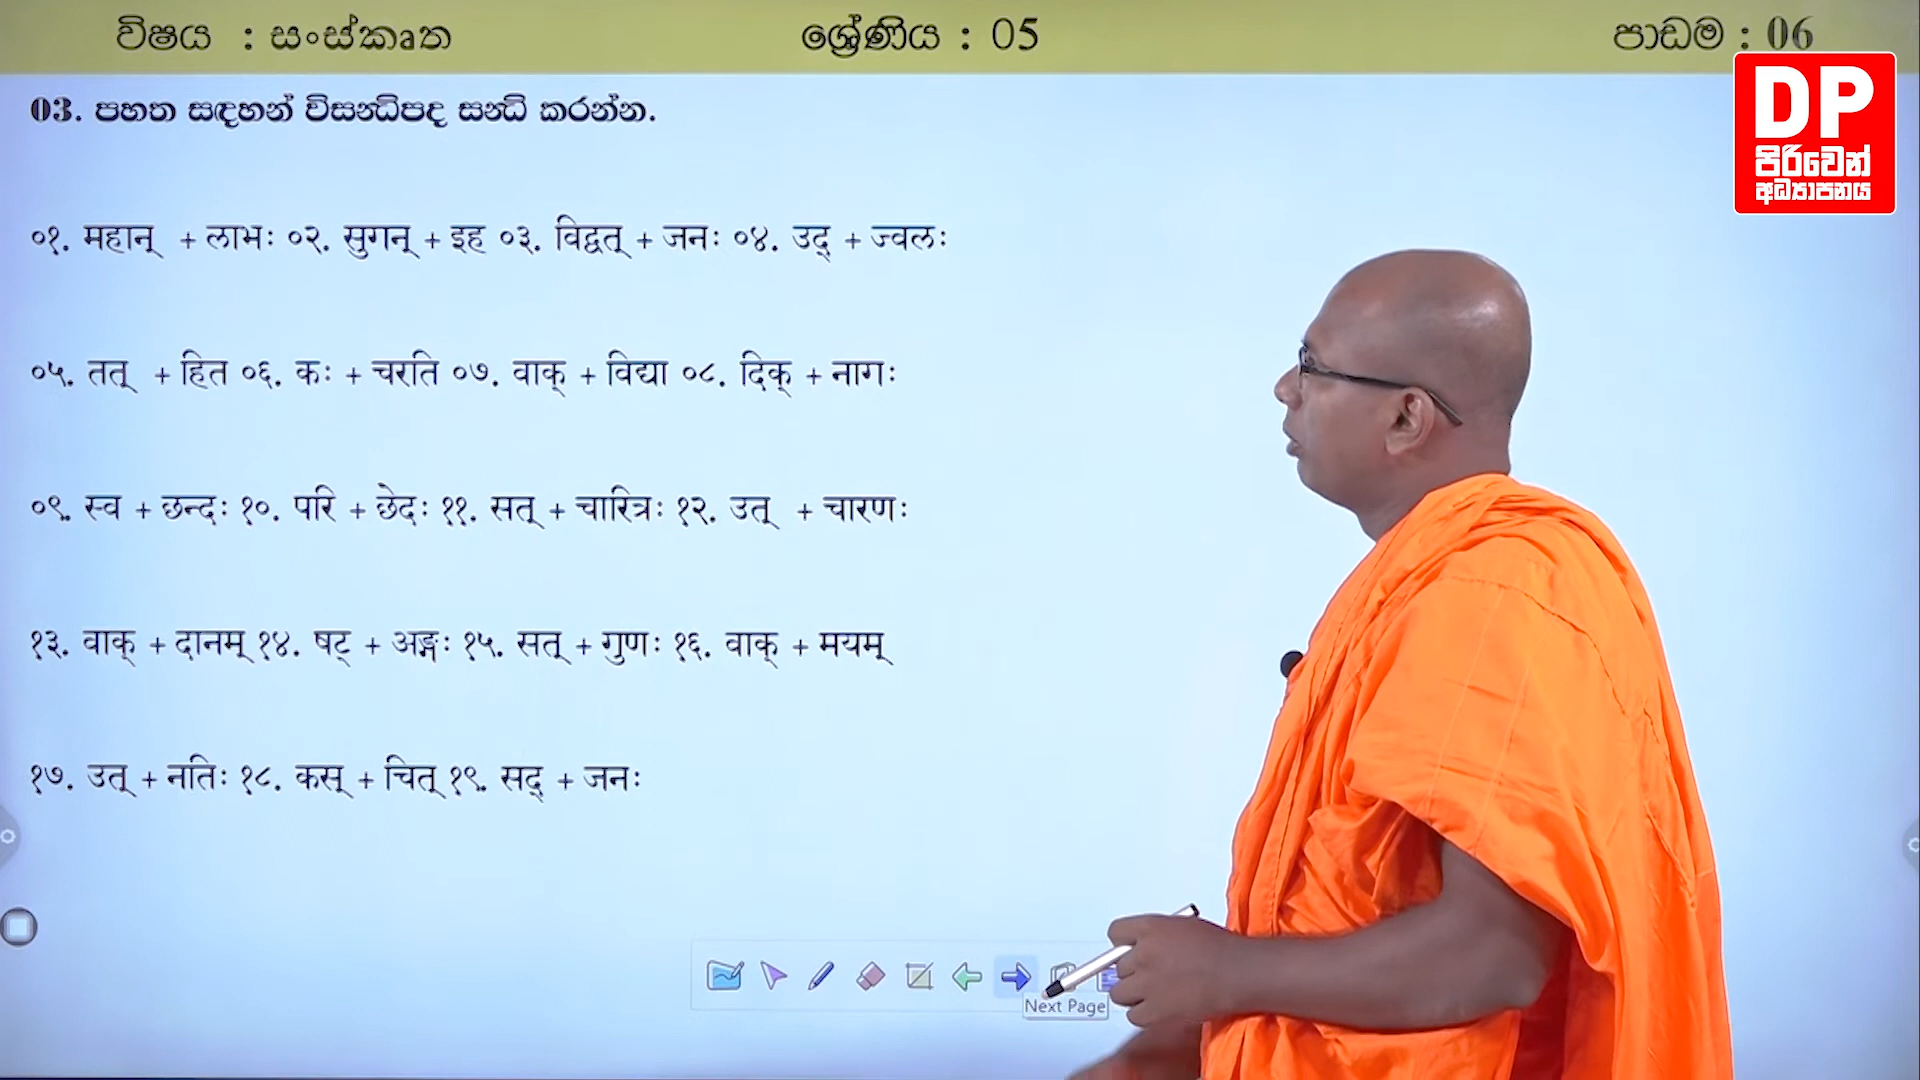 විෂය : සංස්කෘත ශ්‍රේණිය : 05 පාඩම : 06
DP
පිරිවෙන්
අධ්‍යාපනය
03. පහත සඳහන් විසන්ධිපද සන්ධි කරන්න.
०१. महान् + लाभः ०२. सुगन् + इह ०३. विद्वत् + जनः ०४. उद् + ज्वलः
०५. तत् + हित ०६. कः + चरति ०७. वाक् + विद्या ०८. दिक् + नागः
०९. स्व + छन्दः १०. परि + छेदः ११. सत् + चारित्रः १२. उत् + चारणः
१३. वाक् + दानम् १४. षट् + अङ्गः १५. सत् + गुणः १६. वाक् + मयम्
१७. उत् + नतिः १८. कस् + चित् १९. सद् + जनः
Next Page